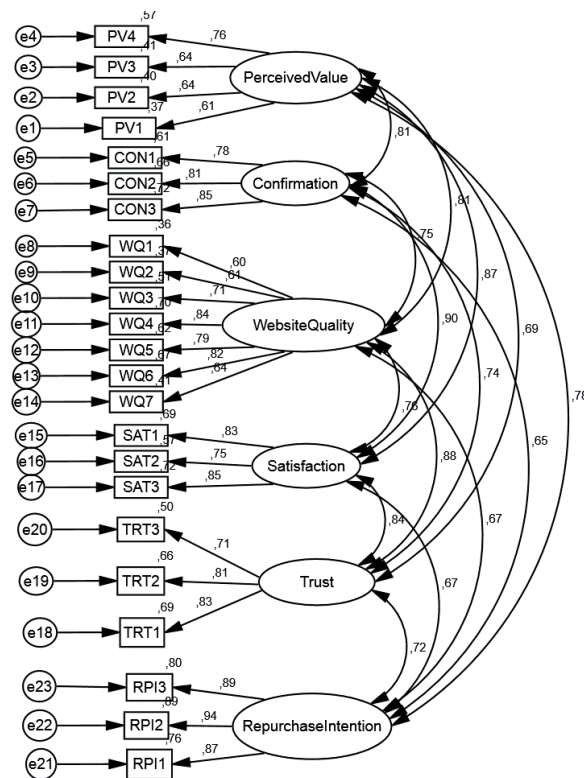 ,57
e4 PV4 ,76
,41
e3 PV3 ,64 PerceivedValue
,40
e2 PV2 ,64
,37
e1 PV1 ,61
,61 ,81
e5 CON1 ,78
,66
e6 CON2 ,81 Confirmation
,72 ,81
e7 CON3 ,85
,36
e8 WQ1 ,60 ,75
,37
e9 WQ2 ,61 ,87
,51
e10 WQ3 ,71
,70
e11 WQ4 ,84 WebsiteQuality ,90 ,69
,62
e12 WQ5 ,79
,67
e13 WQ6 ,82 ,74
,41
e14 WQ7 ,64 ,78
,69 ,76
e15 SAT1 ,83 ,65
,57
e16 SAT2 ,75 Satisfaction ,88
,72
e17 SAT3 ,85
,50
e20 TRT3 ,71 ,84 ,67
,66
e19 TRT2 ,81 Trust ,67
,69
e18 TRT1 ,83
,72
,80
e23 RPI3 ,89
,89
e22 RPI2 ,94 RepurchaseIntention
,76
e21 RPI1 ,87